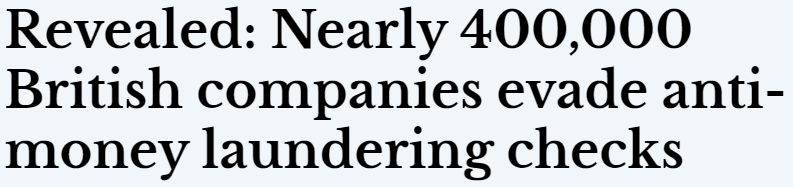 Revealed: Nearly 400,000
British companies evade anti-
money laundering checks